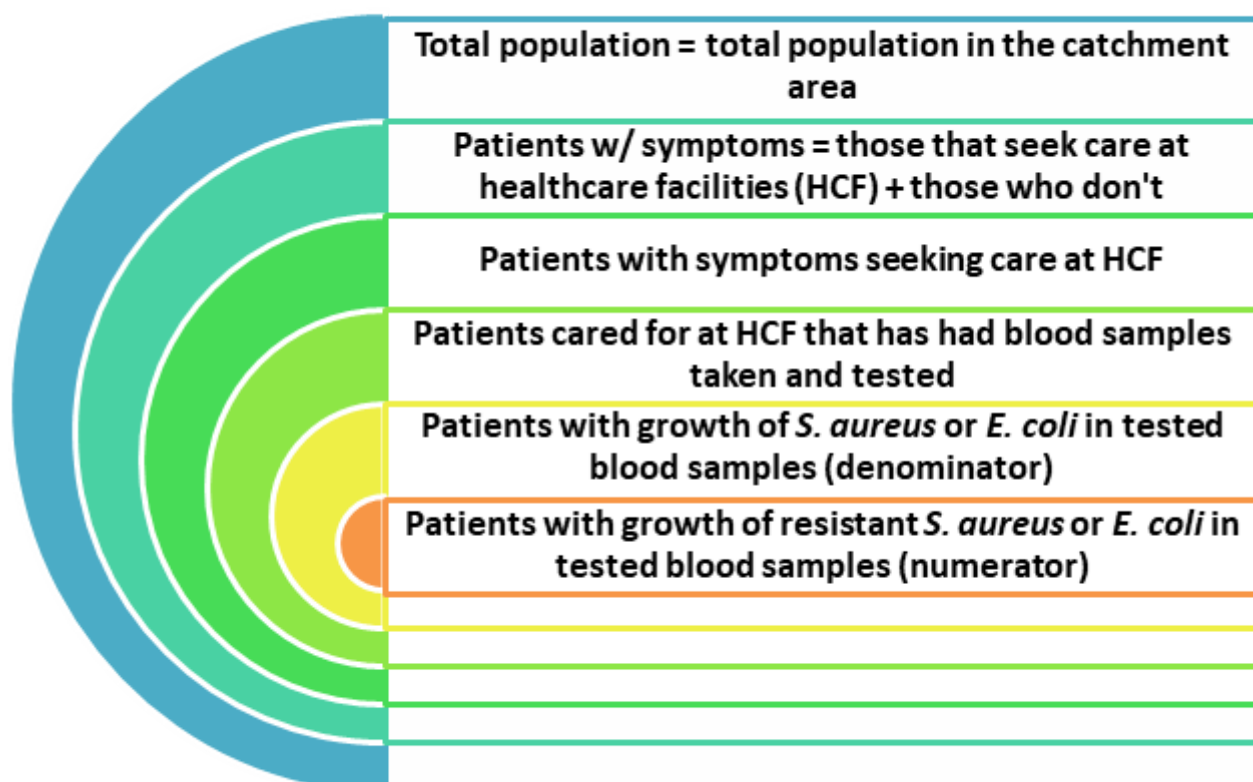 Total population = total population in the catchment
area
Patients w/ symptoms = those that seek care at
healthcare facilities (HCF) + those who don't
Patients with symptoms seeking care at HCF
Patients cared for at HCF that has had blood samples
taken and tested
Patients with growth of S. aureus or E. coli in tested
blood samples (denominator)
Patients with growth of resistant S. aureus or E. coli in
tested blood samples (numerator)